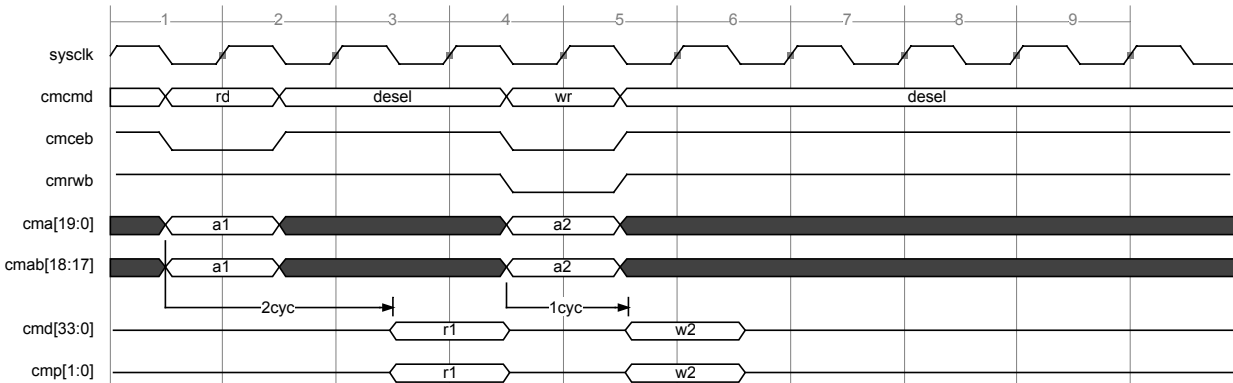 1 2 3 4 5 6 7 8 9
sysclk
cmcmd rd desel wr desel
cmceb
cmrwb
cma[19:0] a1 a2
cmab[18:17] a1 a2
2cyc 1cyc
cmd[33:0] r1 w2
cmp[1:0] r1 w2